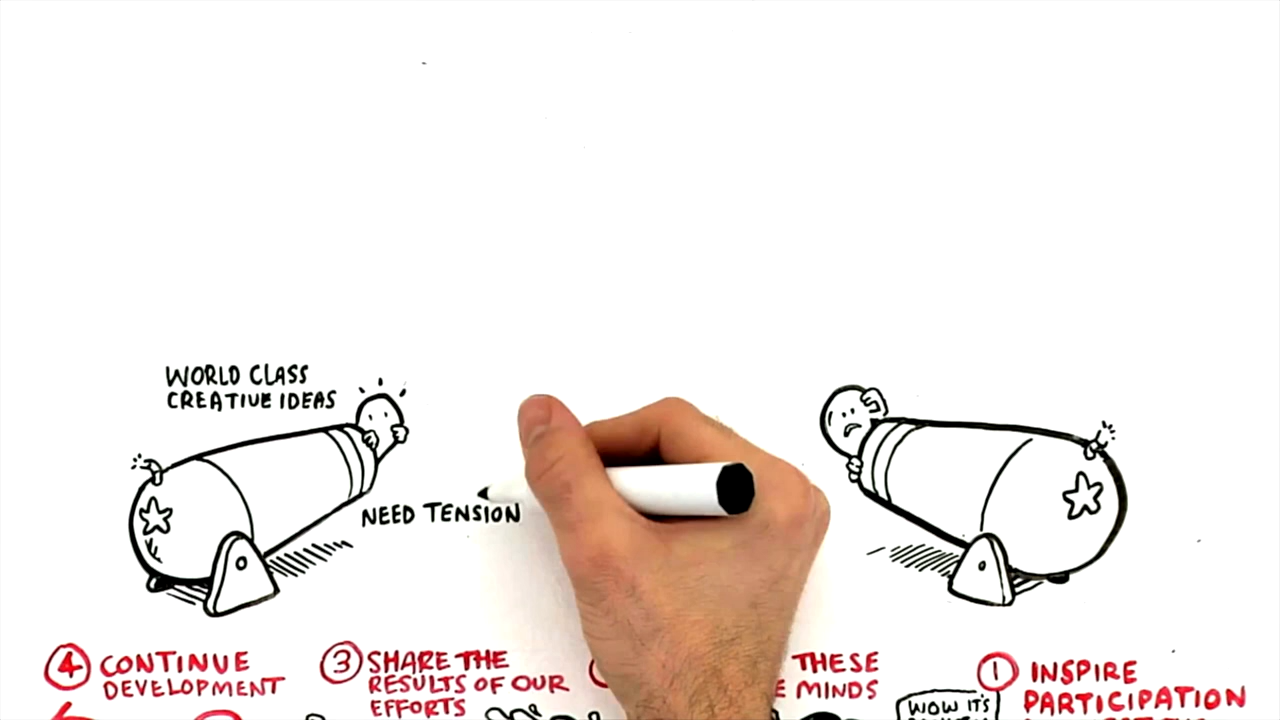 WORLD CLASS
CREATIVE IDEAS
NEED TENSION
4 CONTINUE
DEVELOPMENT
3 SHARE THE
RESULTS OF OUR
EFFORTS
THESE
MINDS
1 INSPIRE
PARTICIPATION
WOW IT'S